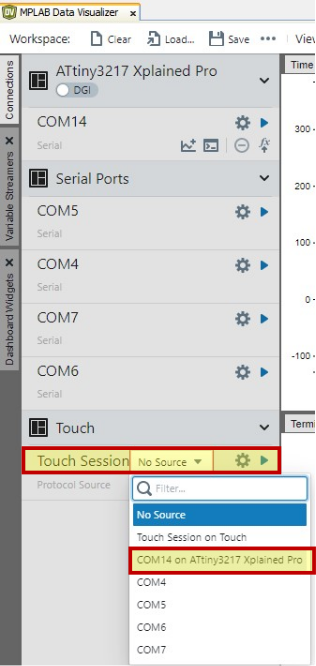 MPLAB Data Visualizer x
Workspace: Clear Load... Save ••• View
Connections
Variable Streamers
Dashboard Widgets
ATtiny3217 Xplained Pro
DGI
COM14
Serial
Serial Ports
COM5
Serial
COM4
Serial
COM7
Serial
COM6
Serial
Touch
Touch Session No Source
Protocol Source
Filter...
No Source
Touch Session on Touch
COM14 on ATtiny3217 Xplained Pro
COM4
COM5
COM6
COM7
Time
300
200
100
0
-100
Termi